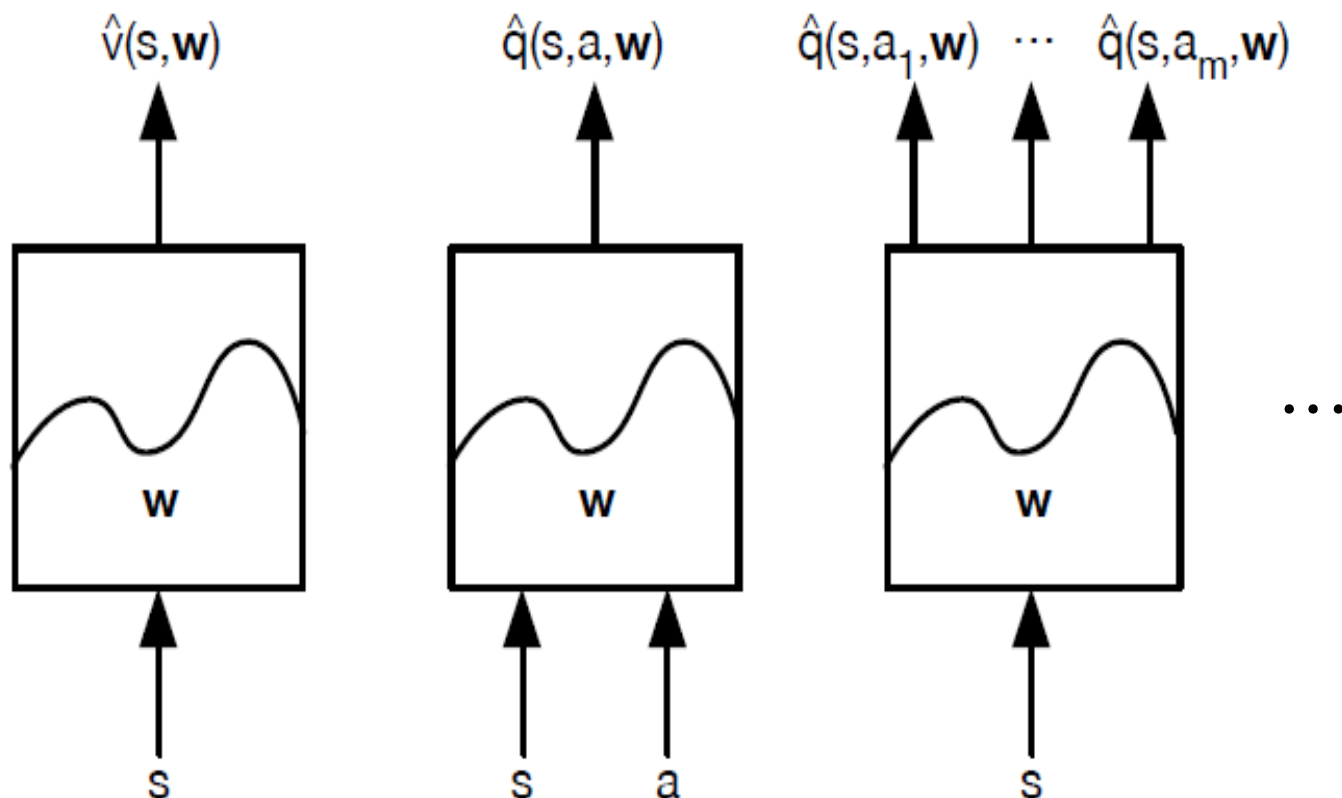 v̂(s,w) q̂(s,a,w) q̂(s,a₁,w) ... q̂(s,aₘ,w)
w w w ...
s s a s